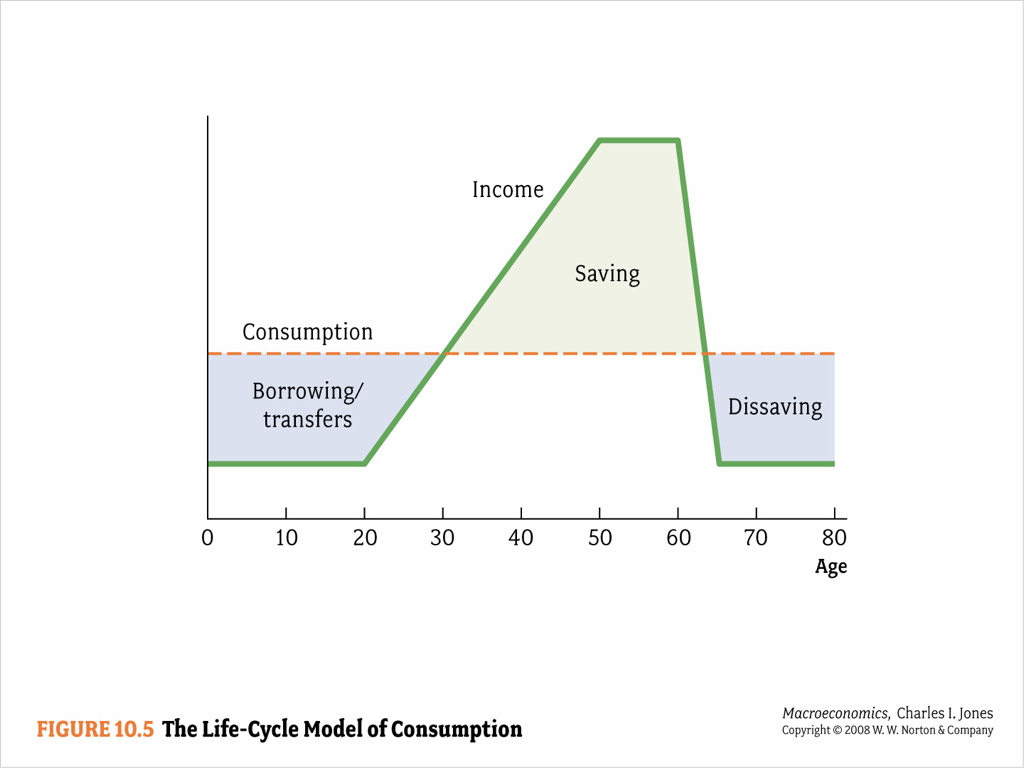 Income
Saving
Consumption
Borrowing/
transfers
Dissaving
0 10 20 30 40 50 60 70 80
Age
FIGURE 10.5 The Life-Cycle Model of Consumption
Macroeconomics, Charles I. Jones
Copyright © 2008 W. W. Norton & Company